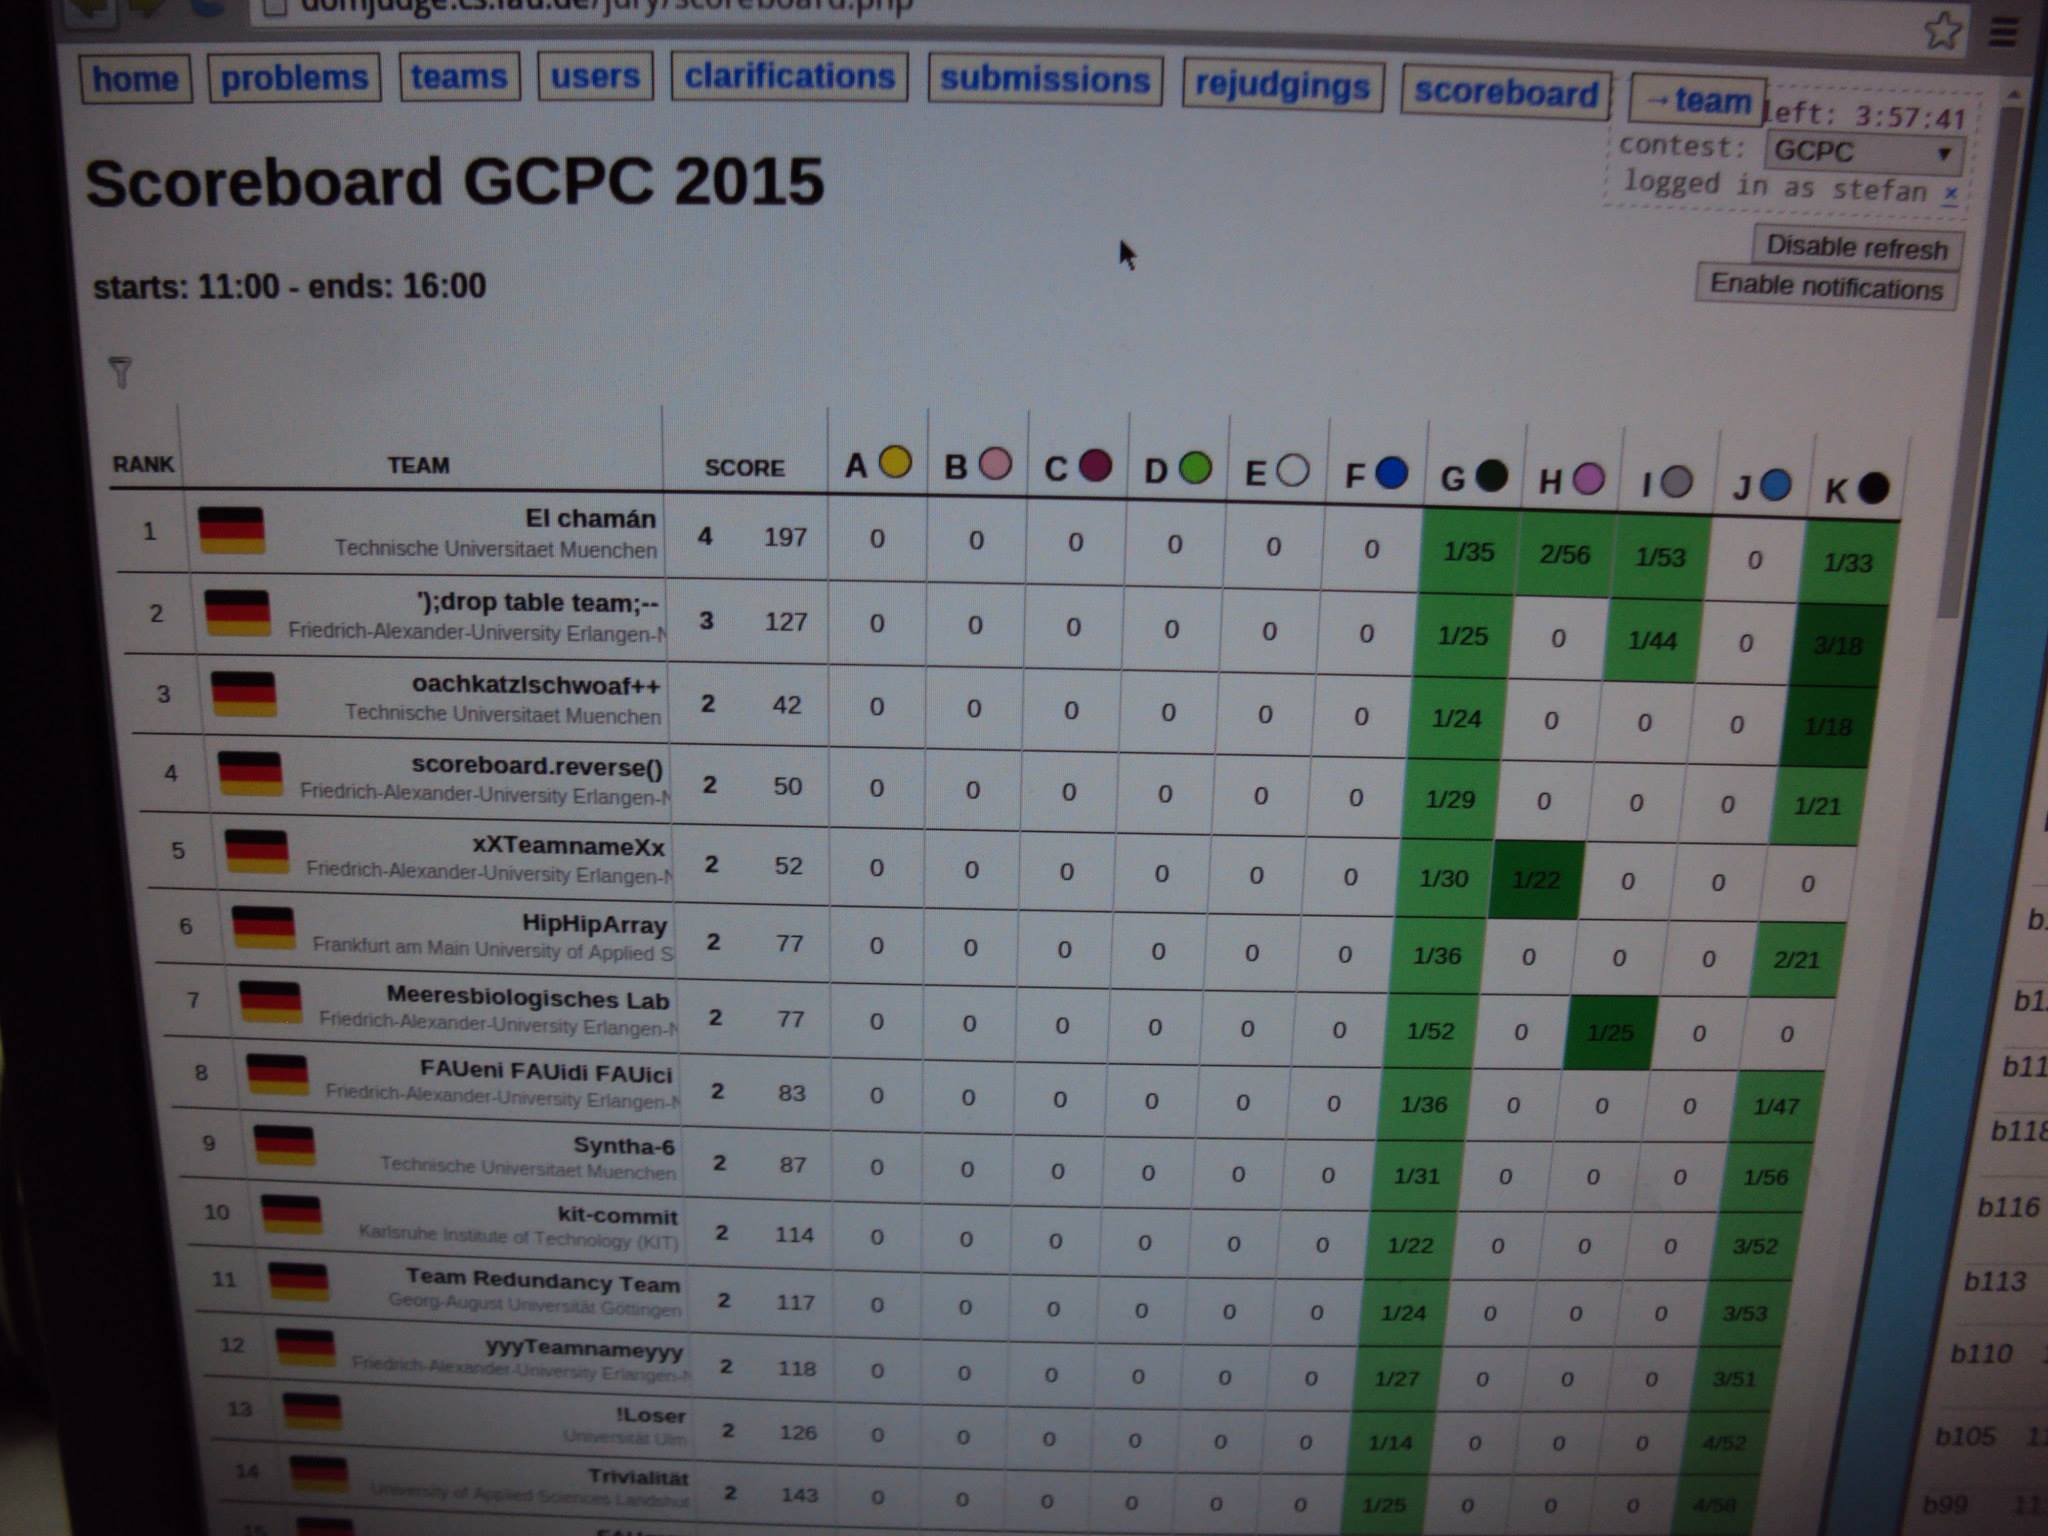 domjudge.cs.fau.de/jury/scoreboard.php
home problems teams users clarifications submissions rejudgings scoreboard →team
left: 3:57:41
contest: GCPC
logged in as stefan ×
Scoreboard GCPC 2015
Disable refresh
Enable notifications
starts: 11:00 - ends: 16:00
RANK TEAM SCORE A B C D E F G H I J K
1 El chamán 4 197 0 0 0 0 0 0 1/35 2/56 1/53 0 1/33
Technische Universitaet Muenchen
2 ');drop table team;-- 3 127 0 0 0 0 0 0 1/25 0 1/44 0 3/18
Friedrich-Alexander-University Erlangen-N
3 oachkatzlschwoaf++ 2 42 0 0 0 0 0 0 1/24 0 0 0 1/18
Technische Universitaet Muenchen
4 scoreboard.reverse() 2 50 0 0 0 0 0 0 1/29 0 0 0 1/21
Friedrich-Alexander-University Erlangen-N
5 xXTeamnameXx 2 52 0 0 0 0 0 0 1/30 1/22 0 0 0
Friedrich-Alexander-University Erlangen-N
6 HipHipArray 2 77 0 0 0 0 0 0 1/36 0 0 0 2/21
Frankfurt am Main University of Applied S
7 Meeresbiologisches Lab 2 77 0 0 0 0 0 0 1/52 0 1/25 0 0
Friedrich-Alexander-University Erlangen-N
8 FAUeni FAUidi FAUici 2 83 0 0 0 0 0 0 1/36 0 0 0 1/47
Friedrich-Alexander-University Erlangen-N
9 Syntha-6 2 87 0 0 0 0 0 0 1/31 0 0 0 1/56
Technische Universitaet Muenchen
10 kit-commit 2 114 0 0 0 0 0 0 1/22 0 0 0 3/52
Karlsruhe Institute of Technology (KIT)
11 Team Redundancy Team 2 117 0 0 0 0 0 0 1/24 0 0 0 3/53
Georg-August Universität Göttingen
12 yyyTeamnameyyy 2 118 0 0 0 0 0 0 1/27 0 0 0 3/51
Friedrich-Alexander-University Erlangen-N
13 !Loser 2 126 0 0 0 0 0 0 1/14 0 0 0 4/52
Universität Ulm
14 Trivialität 2 143 0 0 0 0 0 0 1/25 0 0 0 4/58
University of Applied Sciences Landshut
b118
b116
b113
b110
b105
b99